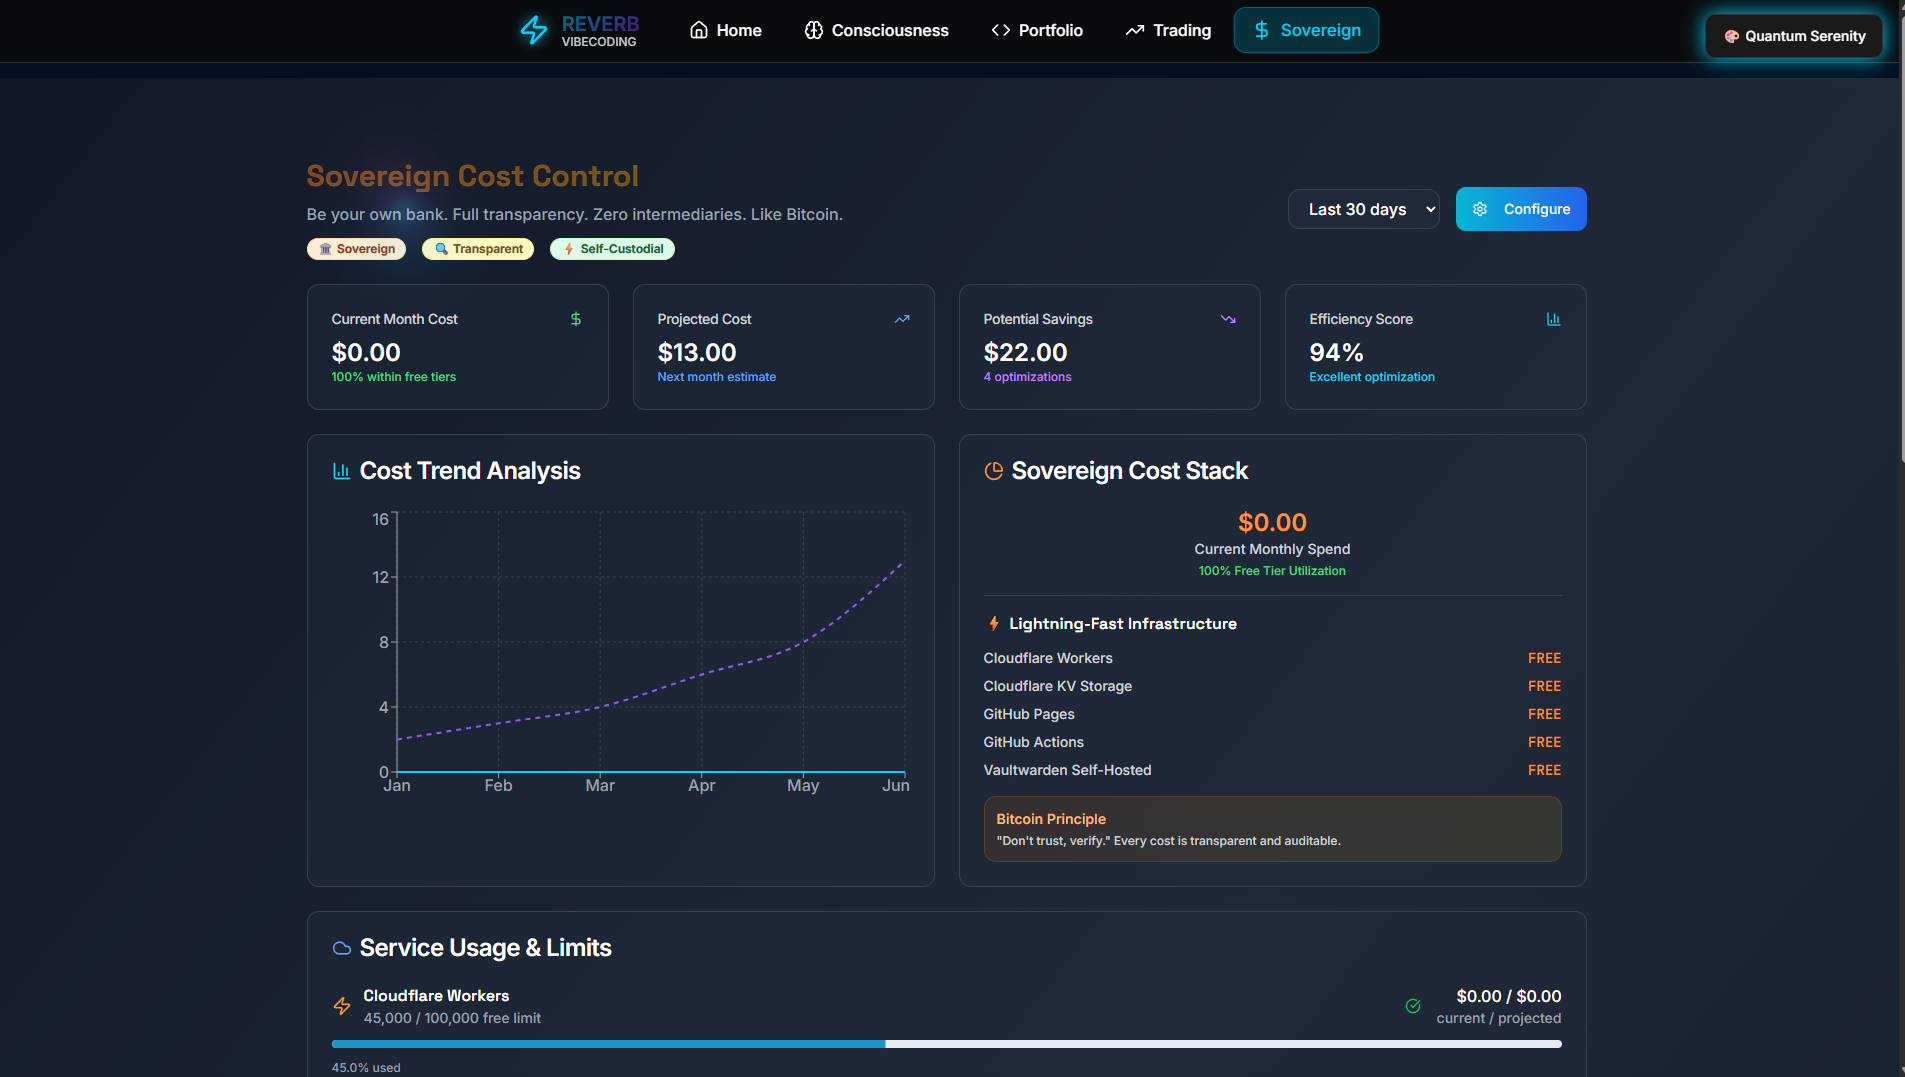 REVERB
VIBECODING
Home
Consciousness
Portfolio
Trading
Sovereign
Quantum Serenity
Sovereign Cost Control
Be your own bank. Full transparency. Zero intermediaries. Like Bitcoin.
Sovereign
Transparent
Self-Custodial
Last 30 days
Configure
Current Month Cost
$0.00
100% within free tiers
Projected Cost
$13.00
Next month estimate
Potential Savings
$22.00
4 optimizations
Efficiency Score
94%
Excellent optimization
Cost Trend Analysis
16
12
8
4
0
Jan
Feb
Mar
Apr
May
Jun
Sovereign Cost Stack
$0.00
Current Monthly Spend
100% Free Tier Utilization
Lightning-Fast Infrastructure
Cloudflare Workers FREE
Cloudflare KV Storage FREE
GitHub Pages FREE
GitHub Actions FREE
Vaultwarden Self-Hosted FREE
Bitcoin Principle
"Don't trust, verify." Every cost is transparent and auditable.
Service Usage & Limits
Cloudflare Workers
45,000 / 100,000 free limit
$0.00 / $0.00
current / projected
45.0% used